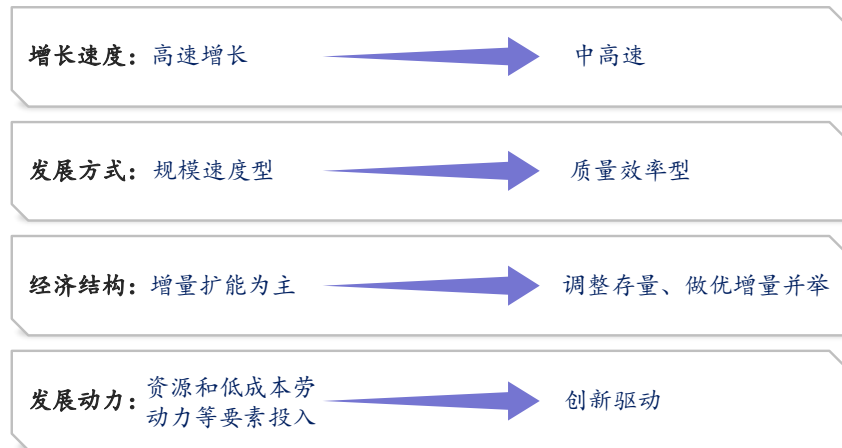 增长速度：高速增长 中高速
发展方式：规模速度型 质量效率型
经济结构：增量扩能为主 调整存量、做优增量并举
发展动力：资源和低成本劳
动力等要素投入 创新驱动